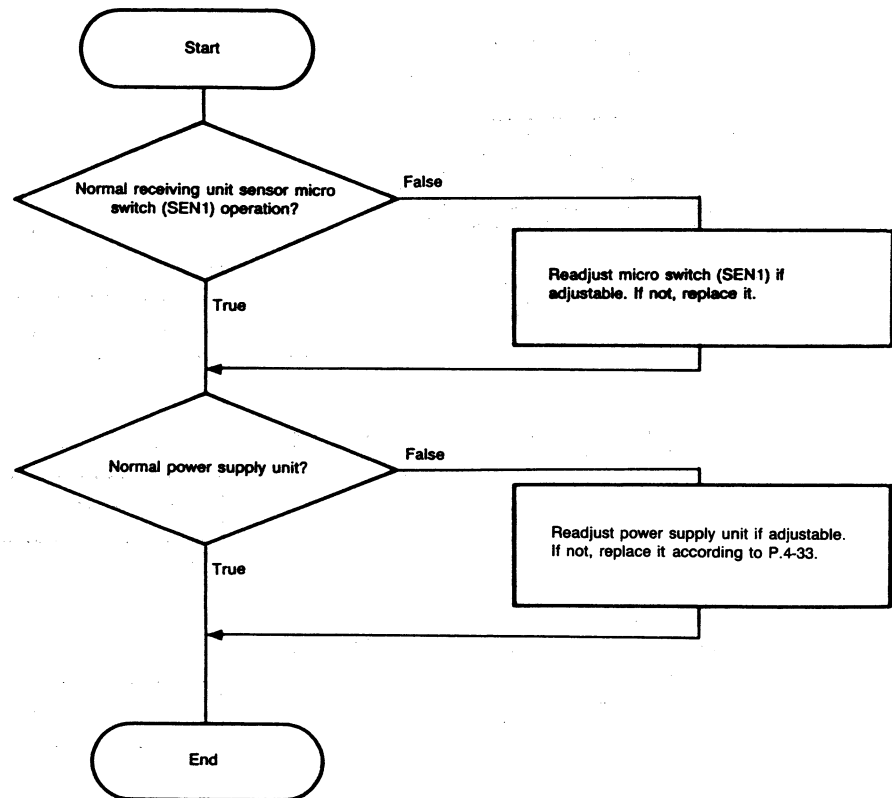 Start
Normal receiving unit sensor micro
switch (SEN1) operation?
False
Readjust micro switch (SEN1) if
adjustable. If not, replace it.
True
Normal power supply unit?
False
Readjust power supply unit if adjustable.
If not, replace it according to P.4-33.
True
End